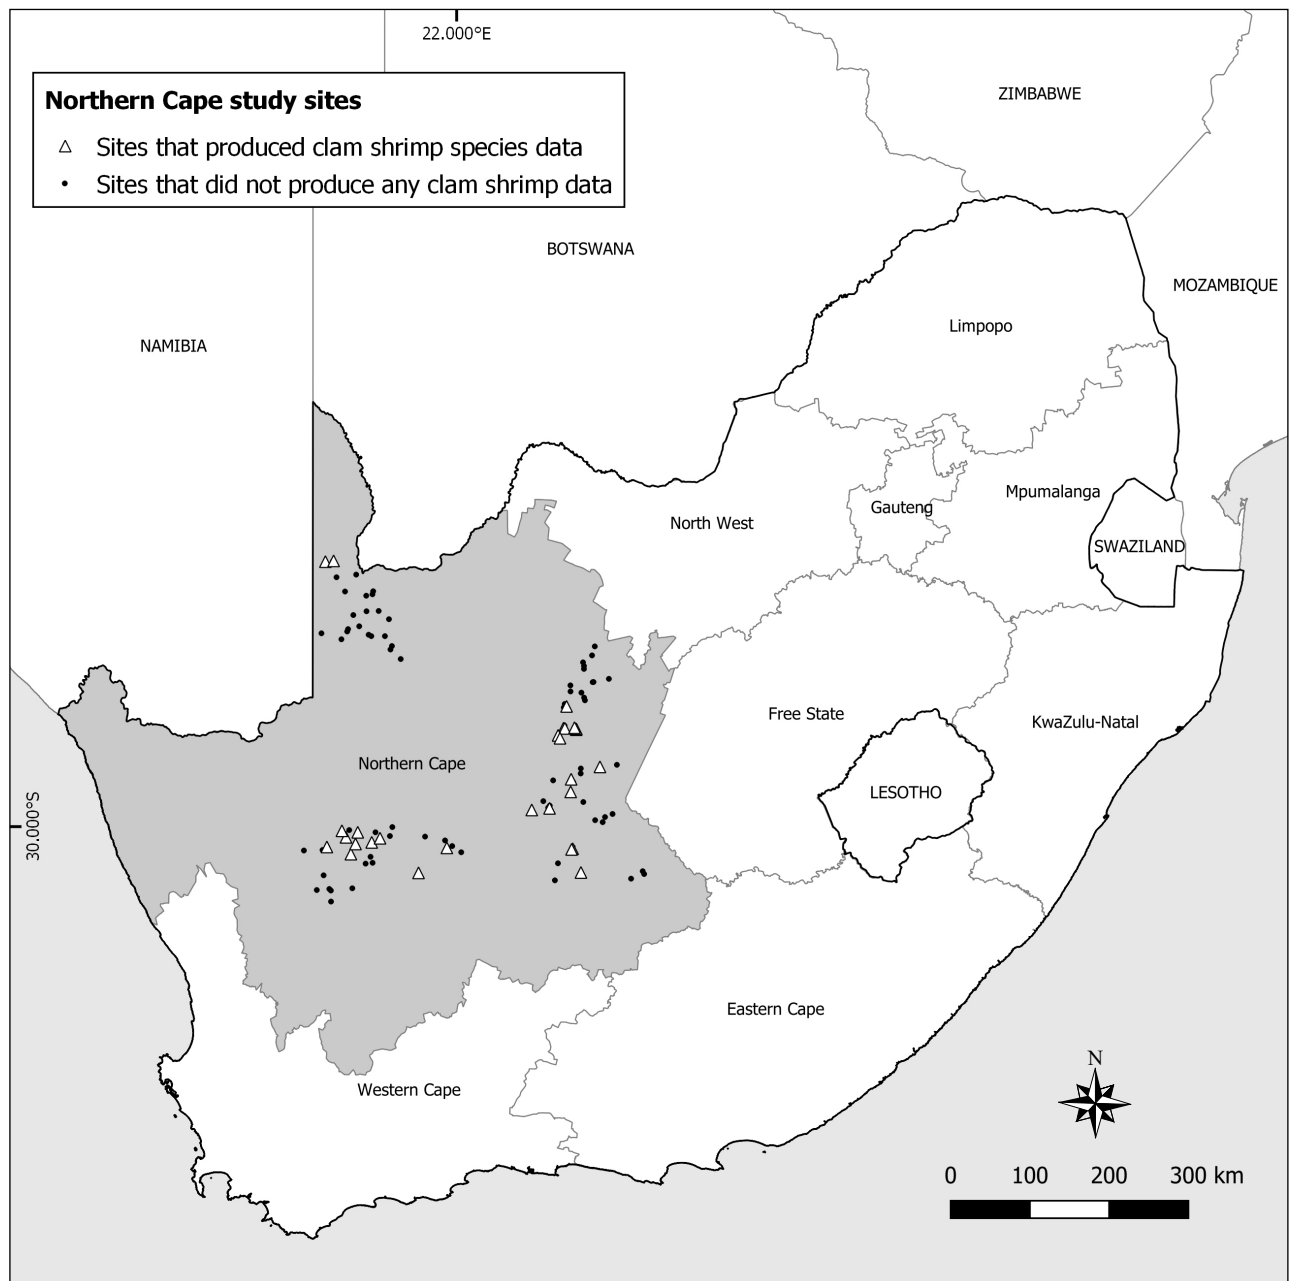 22.000°E
Northern Cape study sites
Sites that produced clam shrimp species data
Sites that did not produce any clam shrimp data
ZIMBABWE
BOTSWANA
MOZAMBIQUE
NAMIBIA
Limpopo
Mpumalanga
Gauteng
North West
SWAZILAND
Free State
KwaZulu-Natal
Northern Cape
LESOTHO
30.000°S
Eastern Cape
Western Cape
N
0 100 200 300 km